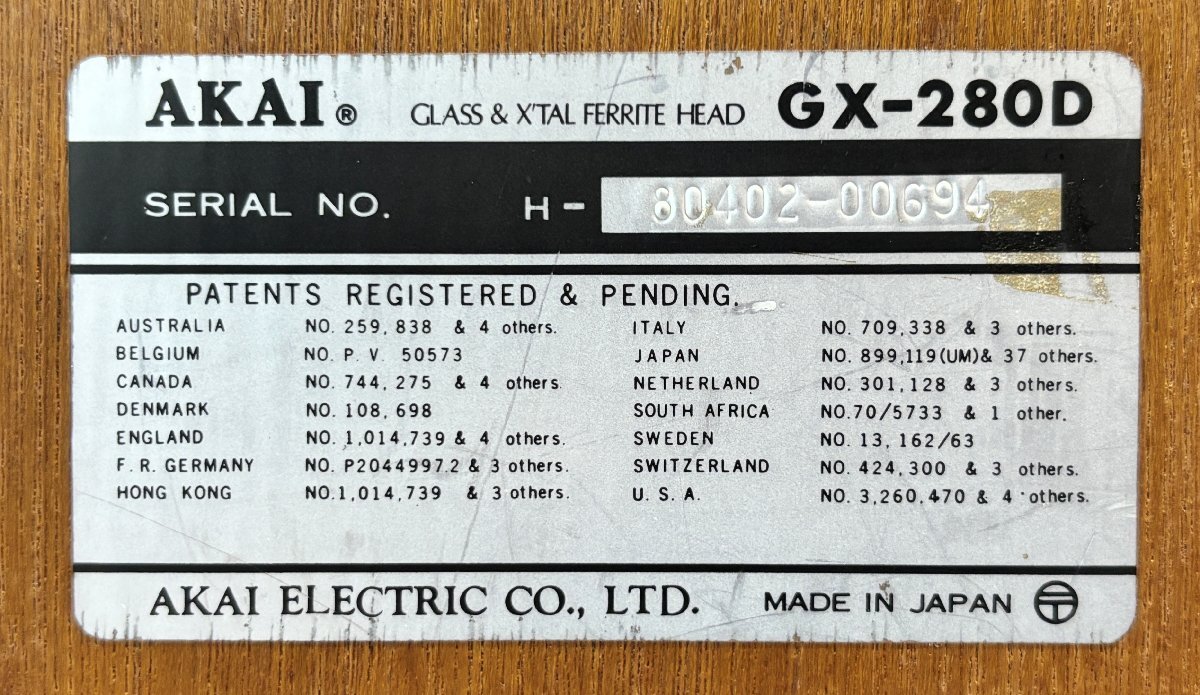 AKAI® GLASS & X'TAL FERRITE HEAD GX-280D
SERIAL NO. H- 80402-00694
PATENTS REGISTERED & PENDING.
AUSTRALIA NO. 259,838 & 4 others. ITALY NO. 709,338 & 3 others.
BELGIUM NO. P. V. 50573 JAPAN NO. 899,119(UM)& 37 others.
CANADA NO. 744,275 & 4 others. NETHERLAND NO. 301,128 & 3 others.
DENMARK NO. 108,698 SOUTH AFRICA NO.70/5733 & 1 other.
ENGLAND NO. 1,014,739 & 4 others. SWEDEN NO. 13,162/63
F. R. GERMANY NO. P2044997.2 & 3 others. SWITZERLAND NO. 424,300 & 3 others.
HONG KONG NO.1,014,739 & 3 others. U. S. A. NO. 3,260,470 & 4 others.
AKAI ELECTRIC CO., LTD. MADE IN JAPAN